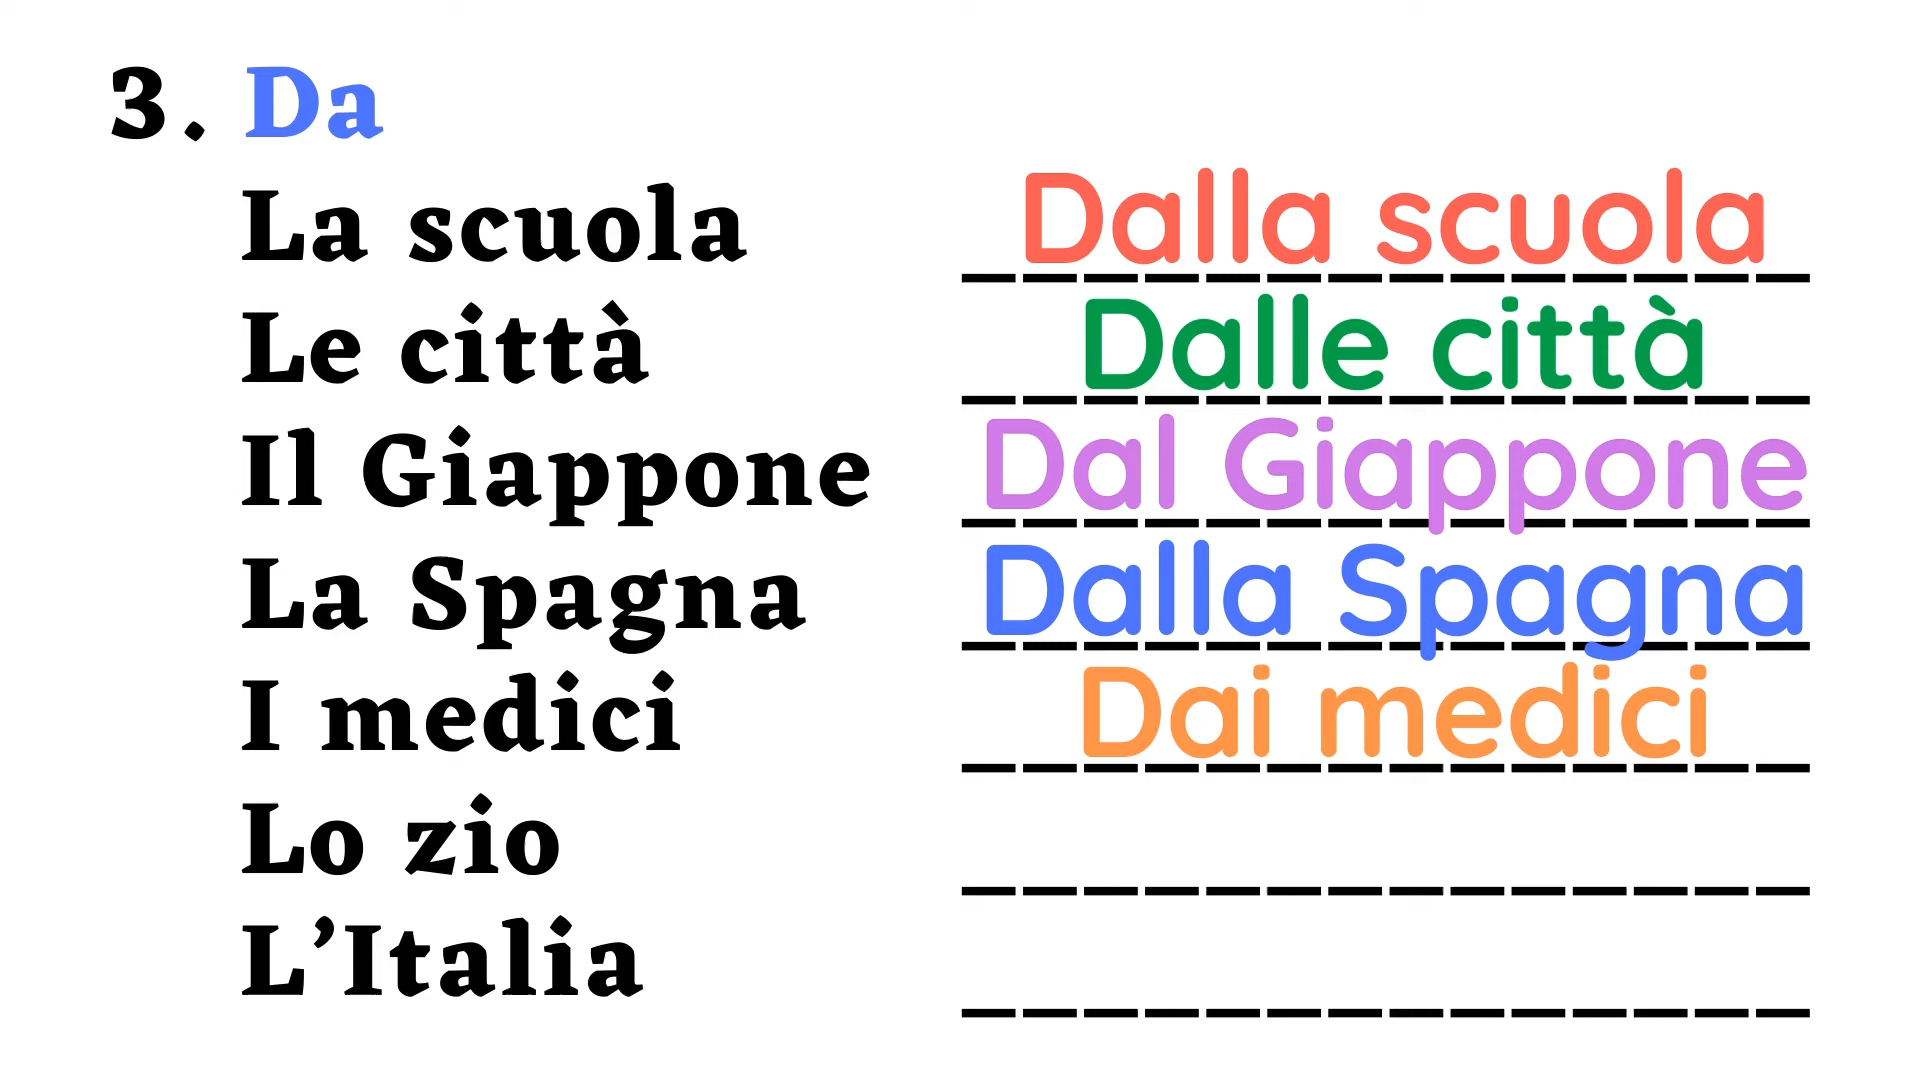 3. Da
La scuola Dalla scuola
Le città Dalle città
Il Giappone Dal Giappone
La Spagna Dalla Spagna
I medici Dai medici
Lo zio
L’Italia